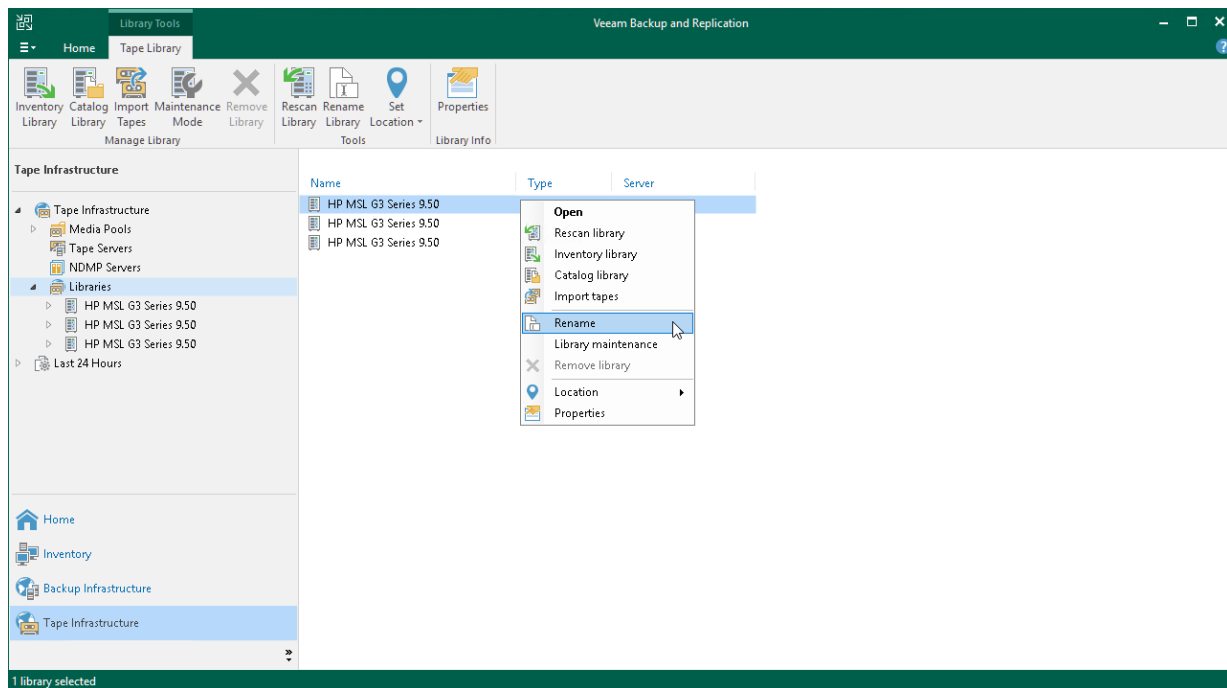 Library Tools
Veeam Backup and Replication
Home
Tape Library
Inventory Library
Catalog Library
Import Tapes
Maintenance Mode
Remove Library
Manage Library
Rescan Library
Rename Library
Set Location
Tools
Properties
Library Info
Tape Infrastructure
Tape Infrastructure
Media Pools
Tape Servers
NDMP Servers
Libraries
HP MSL G3 Series 9.50
HP MSL G3 Series 9.50
HP MSL G3 Series 9.50
Last 24 Hours
Home
Inventory
Backup Infrastructure
Tape Infrastructure
Name Type Server
HP MSL G3 Series 9.50
HP MSL G3 Series 9.50
HP MSL G3 Series 9.50
Open
Rescan library
Inventory library
Catalog library
Import tapes
Rename
Library maintenance
Remove library
Location
Properties
1 library selected